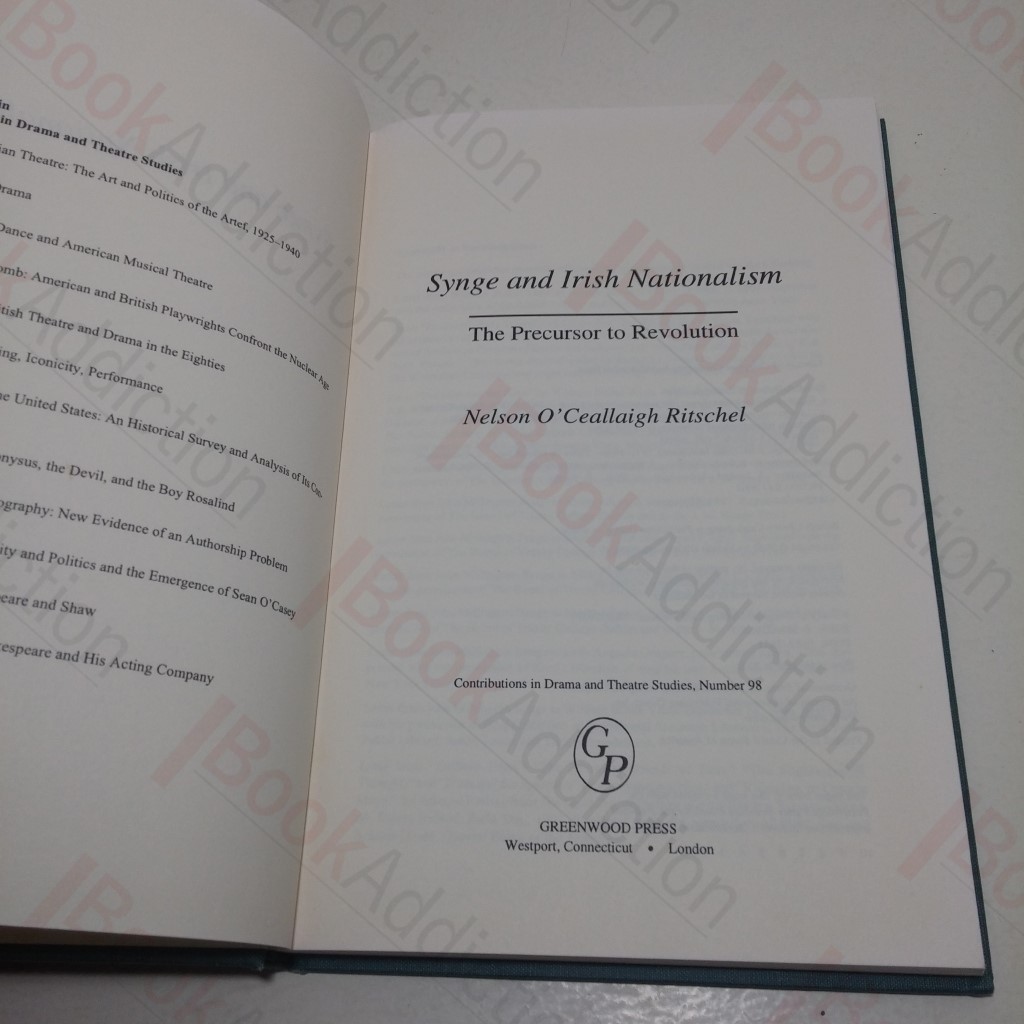 in
in Drama and Theatre Studies
ian Theatre: The Art and Politics of the Artef, 1925–1940
Drama
Dance and American Musical Theatre
omb: American and British Playwrights Confront the Nuclear Age
itish Theatre and Drama in the Eighties
ing, Iconicity, Performance
he United States: An Historical Survey and Analysis of Its
nysus, the Devil, and the Boy Rosalind
ography: New Evidence of an Authorship Problem
ity and Politics and the Emergence of Sean O'Casey
eare and Shaw
espeare and His Acting Company
Synge and Irish Nationalism
The Precursor to Revolution
Nelson O'Ceallaigh Ritschel
Contributions in Drama and Theatre Studies, Number 98
GP
GREENWOOD PRESS
Westport, Connecticut • London
BookAddiction